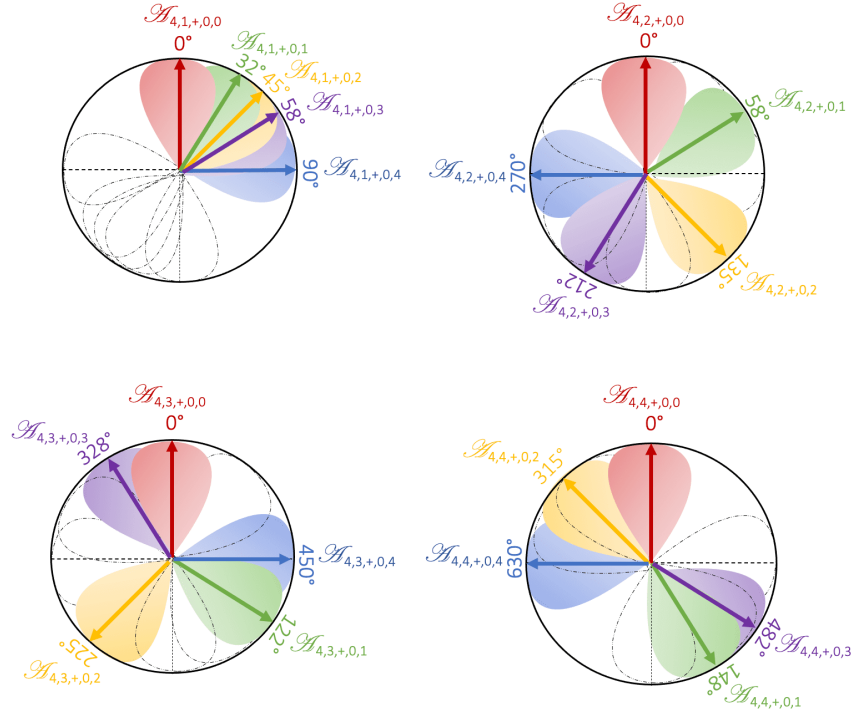 𝒜4,1,+,0,0
0°
𝒜4,1,+,0,1
32°
𝒜4,1,+,0,2
45°
𝒜4,1,+,0,3
58°
𝒜4,1,+,0,4
90°
𝒜4,2,+,0,0
0°
𝒜4,2,+,0,1
58°
𝒜4,2,+,0,4
270°
135°
𝒜4,2,+,0,2
212°
𝒜4,2,+,0,3
𝒜4,3,+,0,0
0°
𝒜4,3,+,0,3
328°
𝒜4,3,+,0,4
450°
122°
𝒜4,3,+,0,1
225°
𝒜4,3,+,0,2
𝒜4,4,+,0,0
0°
𝒜4,4,+,0,2
315°
𝒜4,4,+,0,4
630°
482°
𝒜4,4,+,0,3
148°
𝒜4,4,+,0,1